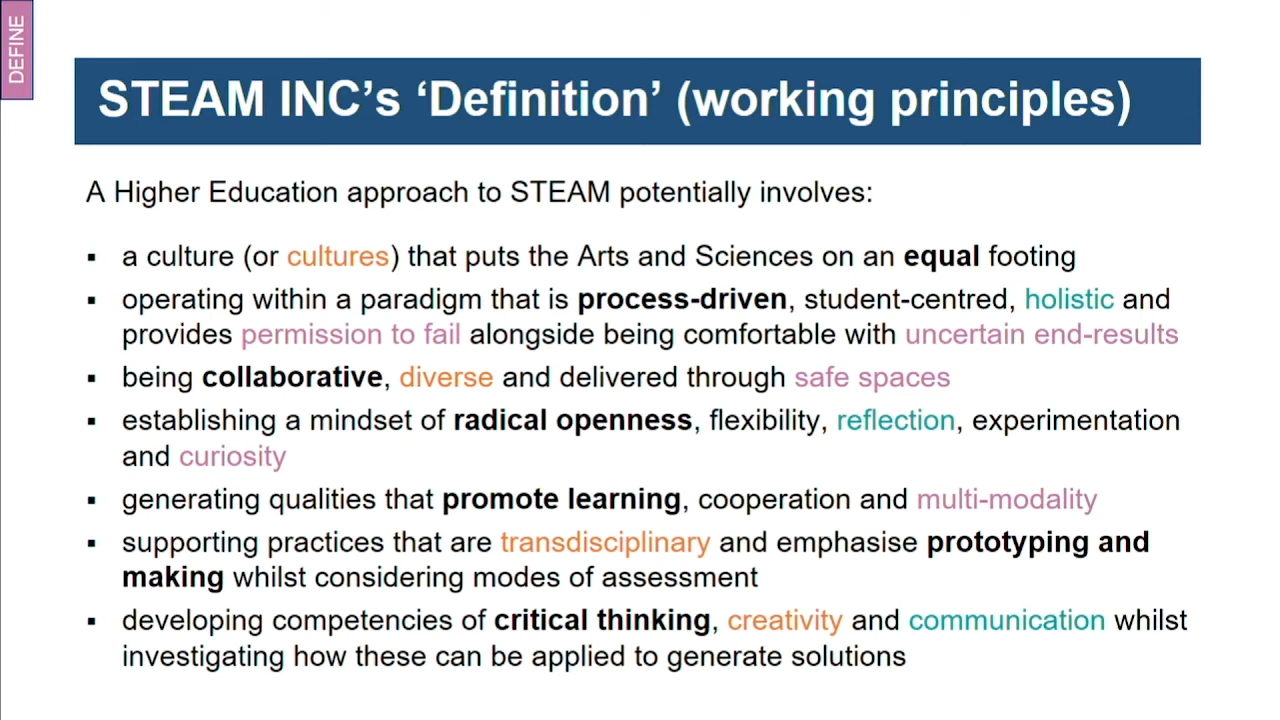 DEFINE
STEAM INC’s ‘Definition’ (working principles)
A Higher Education approach to STEAM potentially involves:
▪ a culture (or cultures) that puts the Arts and Sciences on an equal footing
▪ operating within a paradigm that is process-driven, student-centred, holistic and
provides permission to fail alongside being comfortable with uncertain end-results
▪ being collaborative, diverse and delivered through safe spaces
▪ establishing a mindset of radical openness, flexibility, reflection, experimentation
and curiosity
▪ generating qualities that promote learning, cooperation and multi-modality
▪ supporting practices that are transdisciplinary and emphasise prototyping and
making whilst considering modes of assessment
▪ developing competencies of critical thinking, creativity and communication whilst
investigating how these can be applied to generate solutions